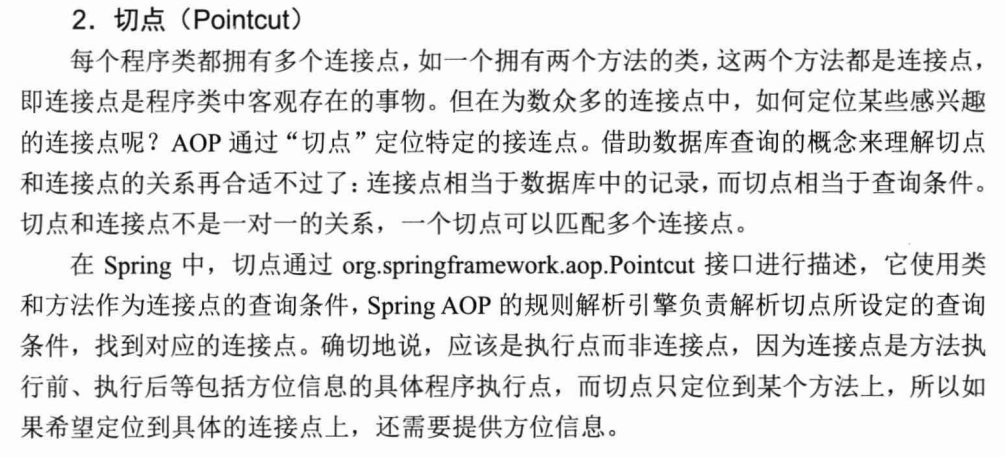 2．切点（Pointcut）
每个程序类都拥有多个连接点，如一个拥有两个方法的类，这两个方法都是连接点，
即连接点是程序类中客观存在的事物。但在为数众多的连接点中，如何定位某些感兴趣
的连接点呢？AOP 通过“切点”定位特定的接连点。借助数据库查询的概念来理解切点
和连接点的关系再合适不过了：连接点相当于数据库中的记录，而切点相当于查询条件。
切点和连接点不是一对一的关系，一个切点可以匹配多个连接点。
在 Spring 中，切点通过 org.springframework.aop.Pointcut 接口进行描述，它使用类
和方法作为连接点的查询条件，Spring AOP 的规则解析引擎负责解析切点所设定的查询
条件，找到对应的连接点。确切地说，应该是执行点而非连接点，因为连接点是方法执
行前、执行后等包括方位信息的具体程序执行点，而切点只定位到某个方法上，所以如
果希望定位到具体的连接点上，还需要提供方位信息。